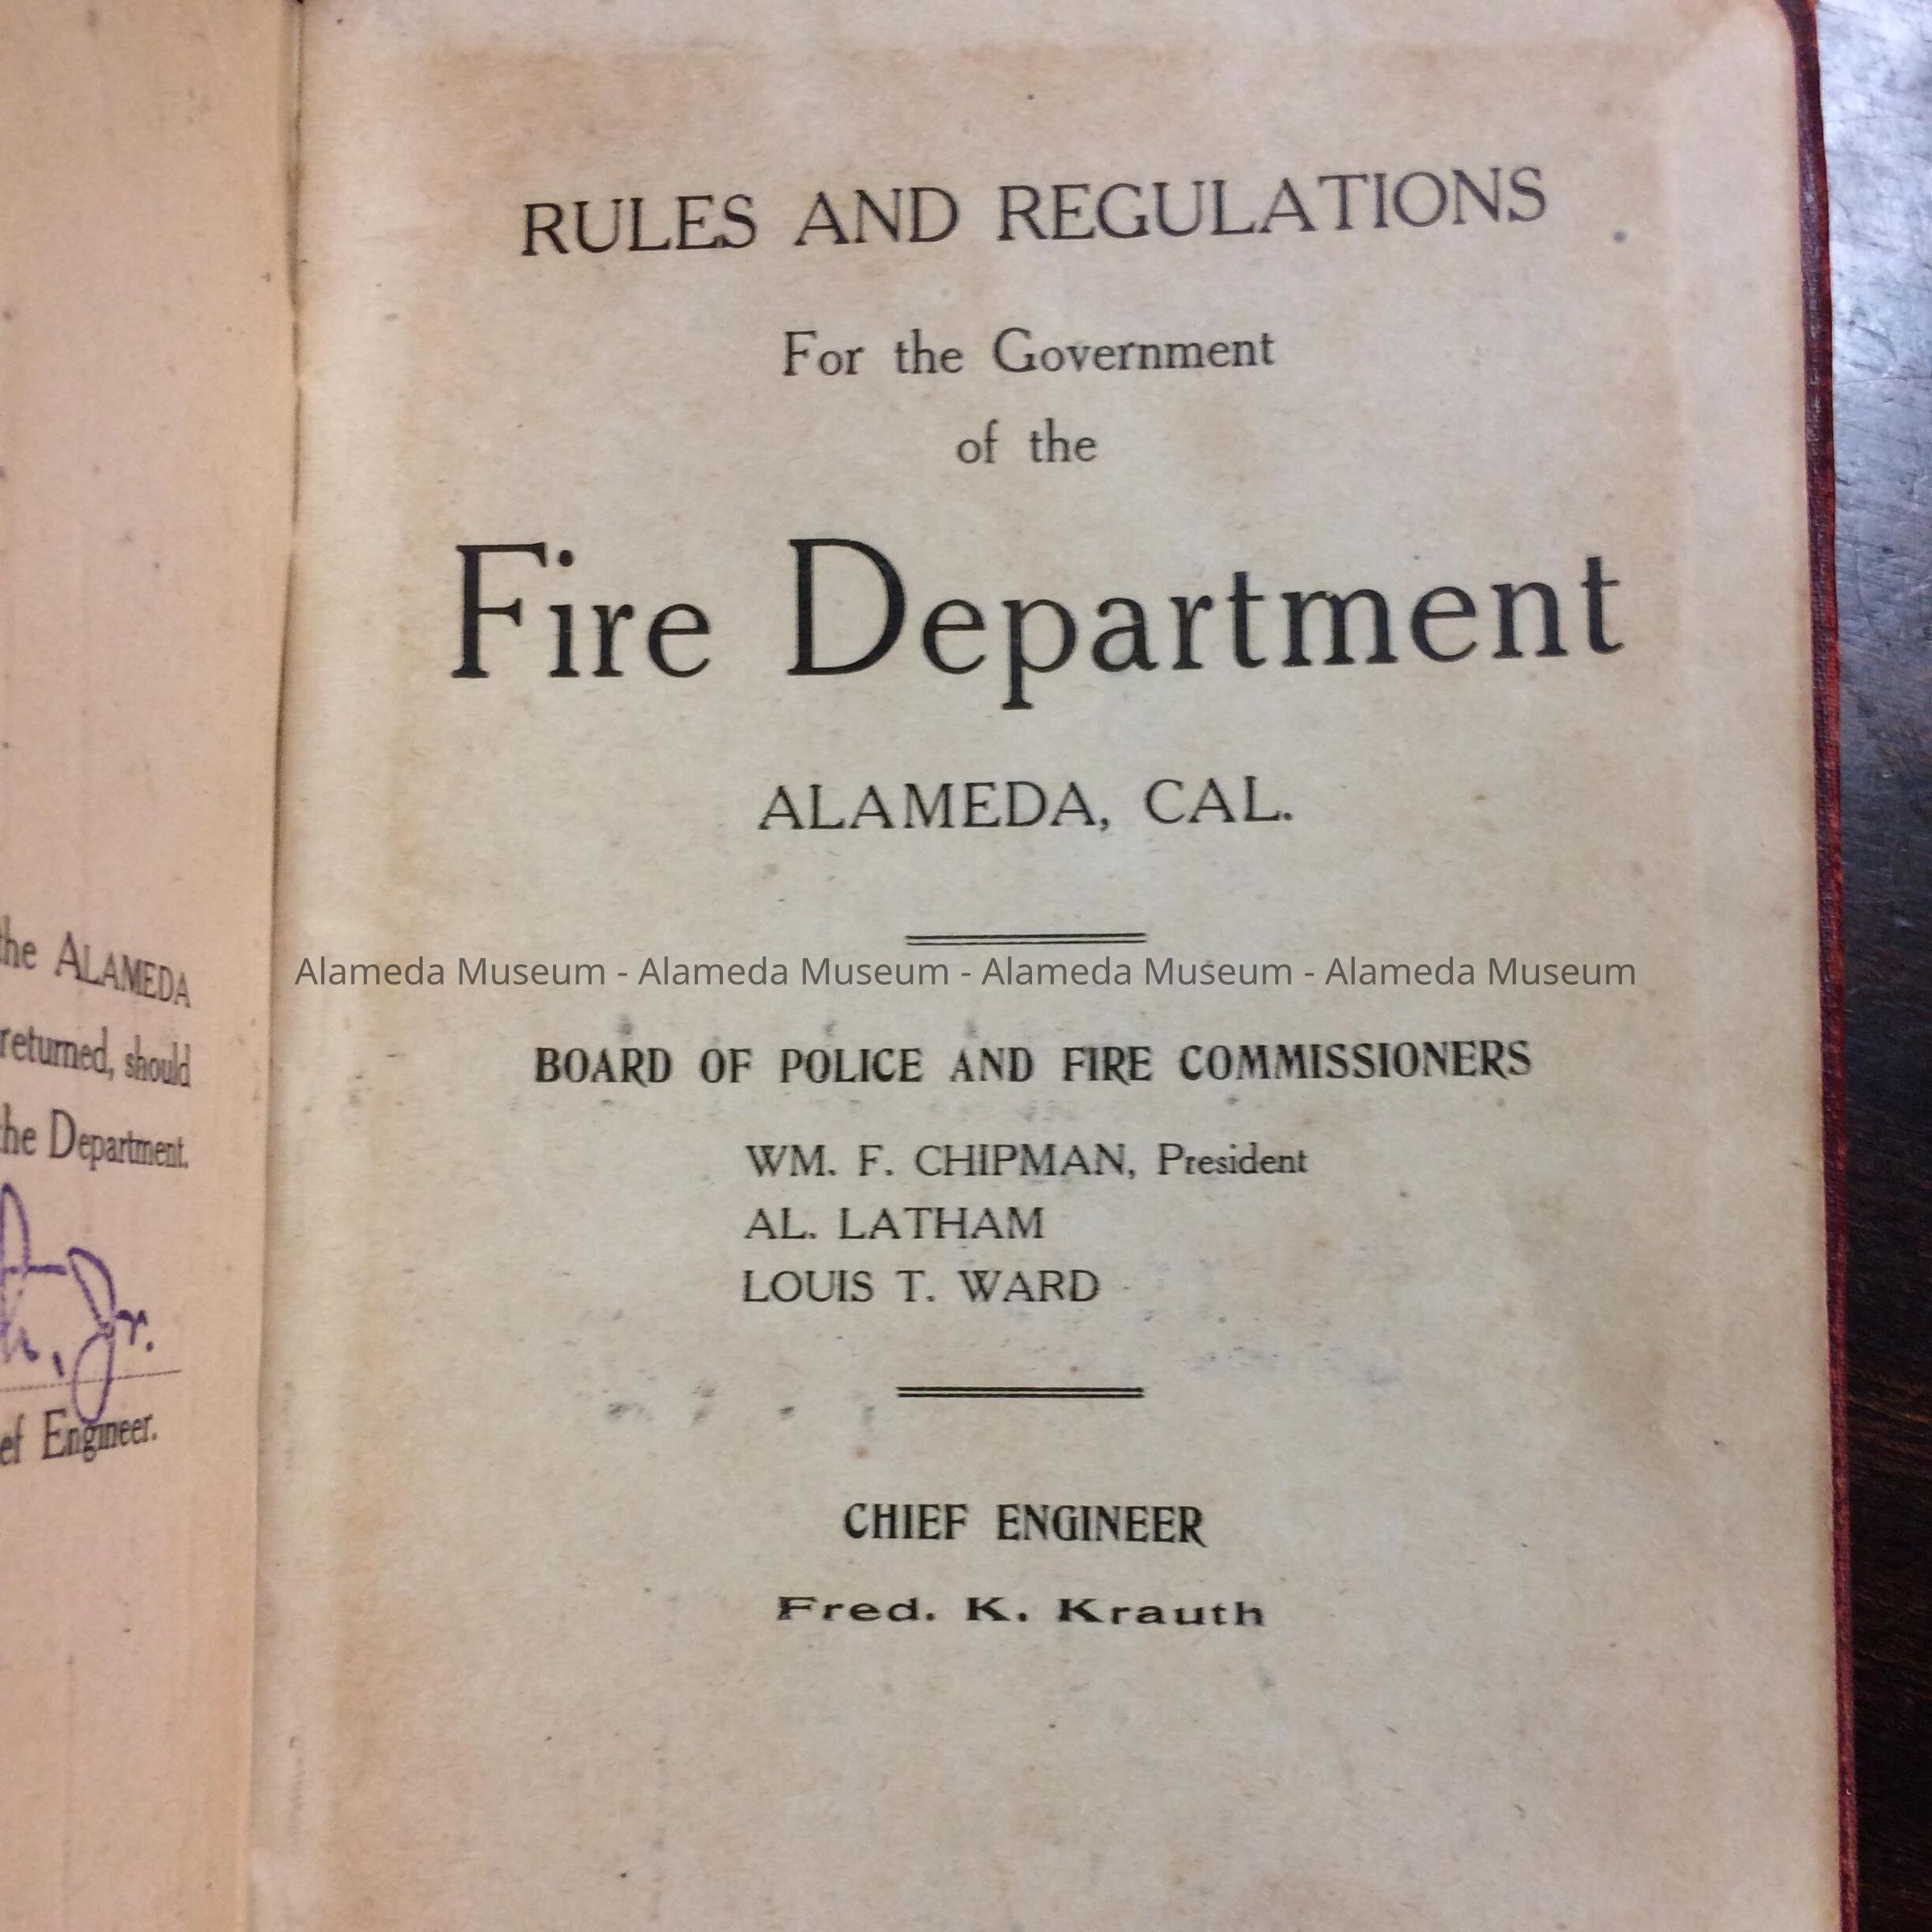 the ALAMEDA
returned, should
the Department.
Jr.
Engineer.
RULES AND REGULATIONS
For the Government
of the
Fire Department
ALAMEDA, CAL.
Alameda Museum - Alameda Museum - Alameda Museum - Alameda Museum
BOARD OF POLICE AND FIRE COMMISSIONERS
WM. F. CHIPMAN, President
AL. LATHAM
LOUIS T. WARD
CHIEF ENGINEER
Fred. K. Krauth